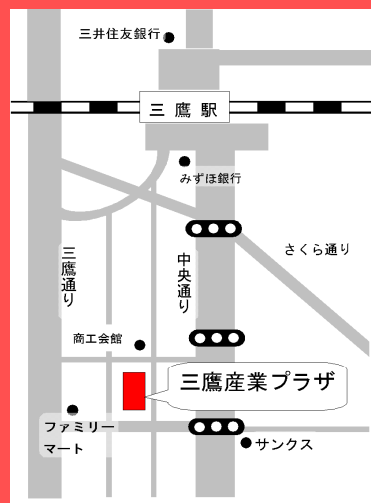 三井住友銀行
三鷹駅
みずほ銀行
さくら通り
三鷹通り
中央通り
商工会館
三鷹産業プラザ
ファミリー
マート
サンクス